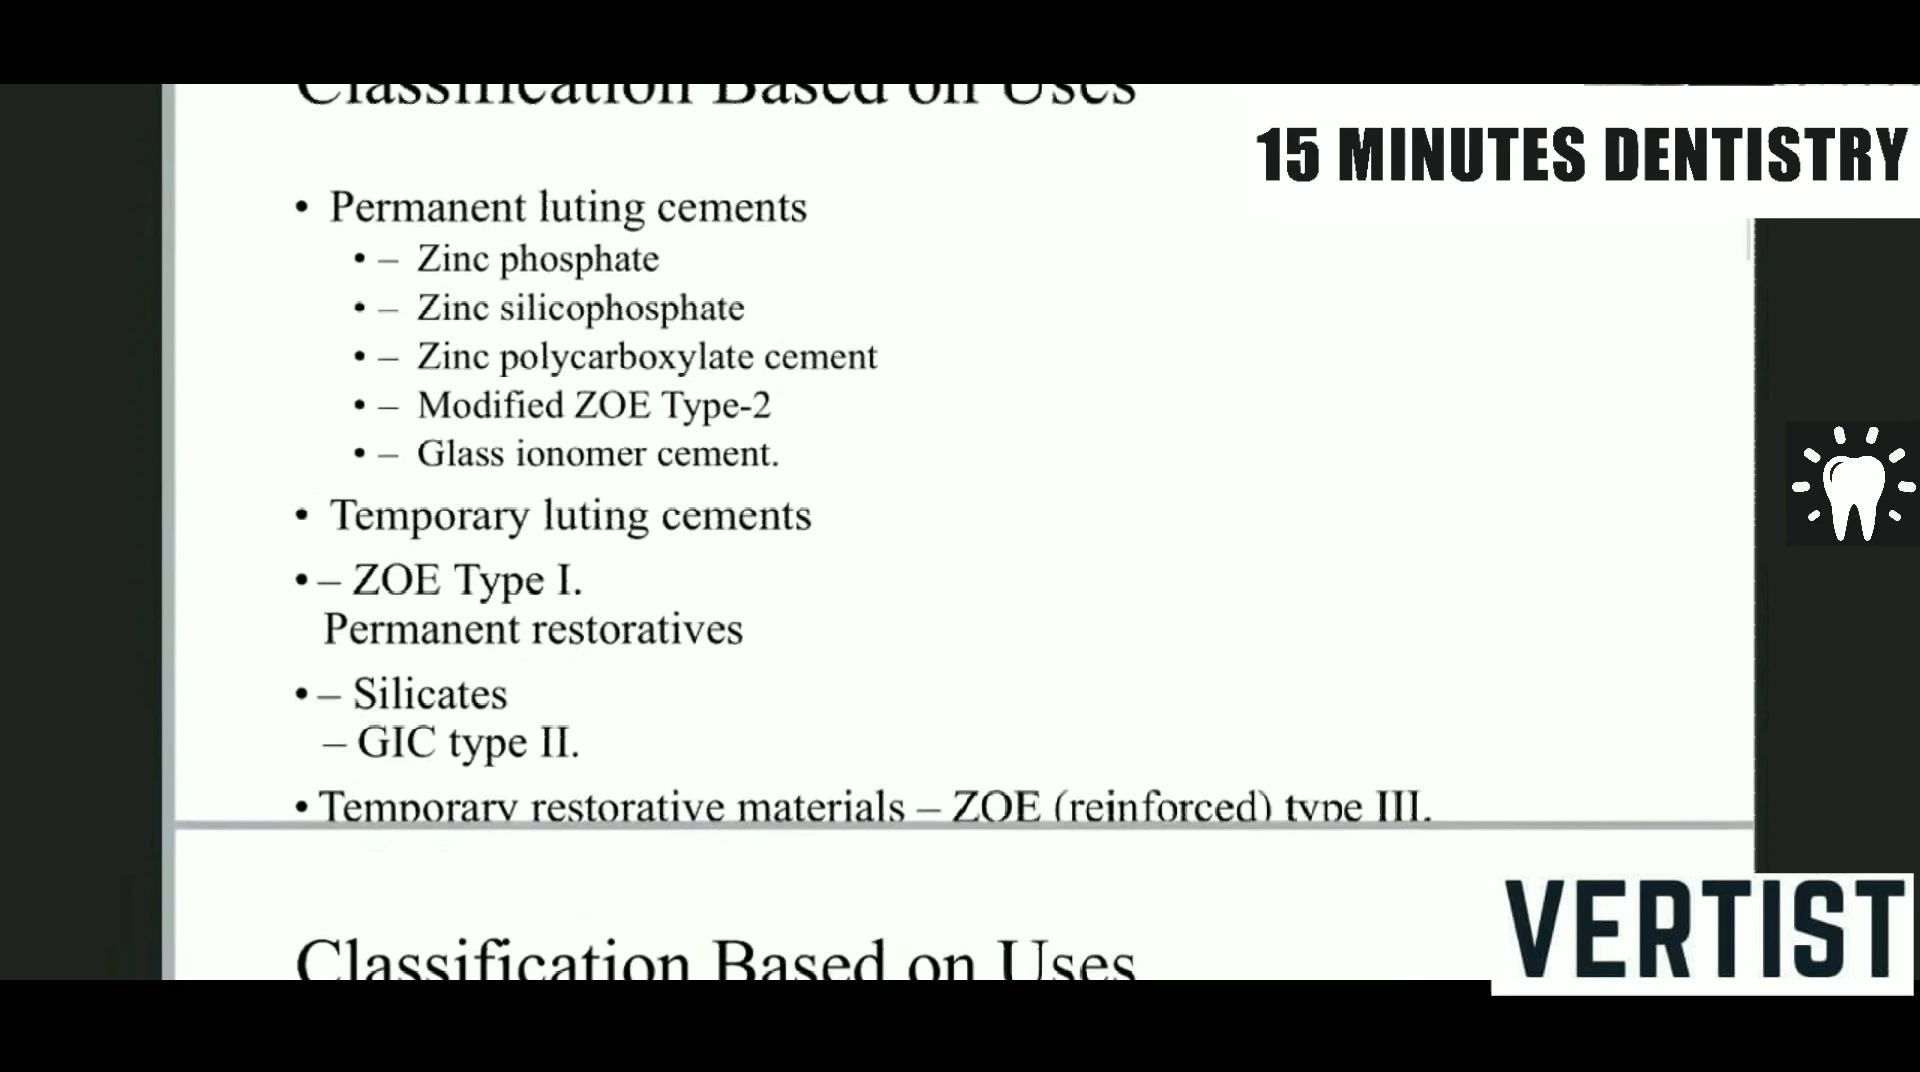 Classification Based on Uses
15 MINUTES DENTISTRY
• Permanent luting cements
• – Zinc phosphate
• – Zinc silicophosphate
• – Zinc polycarboxylate cement
• – Modified ZOE Type-2
• – Glass ionomer cement.
• Temporary luting cements
• – ZOE Type I.
Permanent restoratives
• – Silicates
– GIC type II.
• Temporary restorative materials – ZOE (reinforced) type III.
Classification Based on Uses
VERTIST